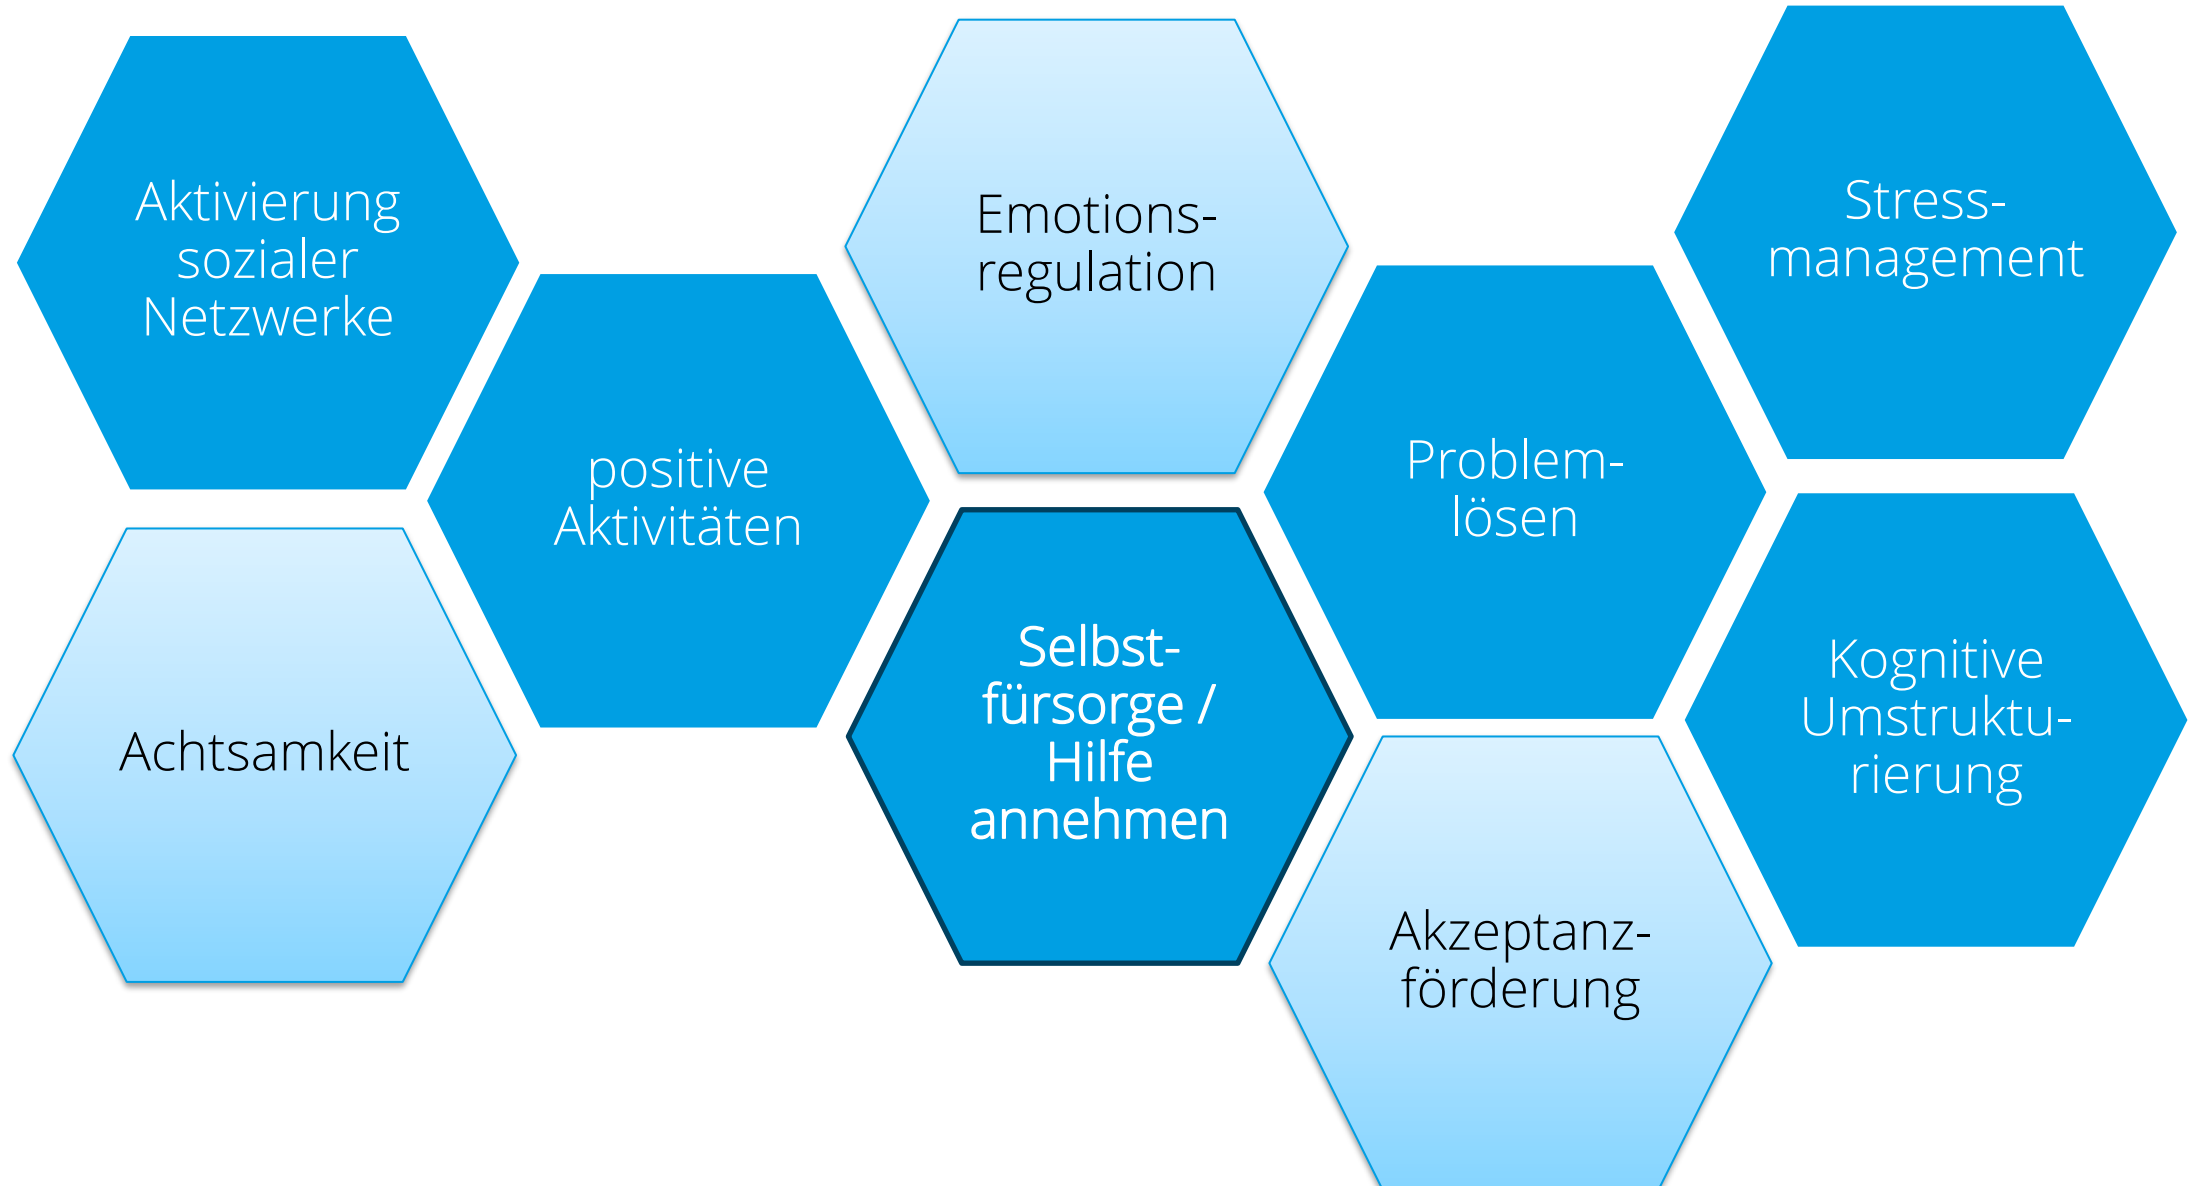 Aktivierung
sozialer
Netzwerke
positive
Aktivitäten
Emotions-
regulation
Problem-
lösen
Stress-
management
Achtsamkeit
Selbst-
fürsorge /
Hilfe
annehmen
Akzeptanz-
förderung
Kognitive
Umstruktu-
rierung